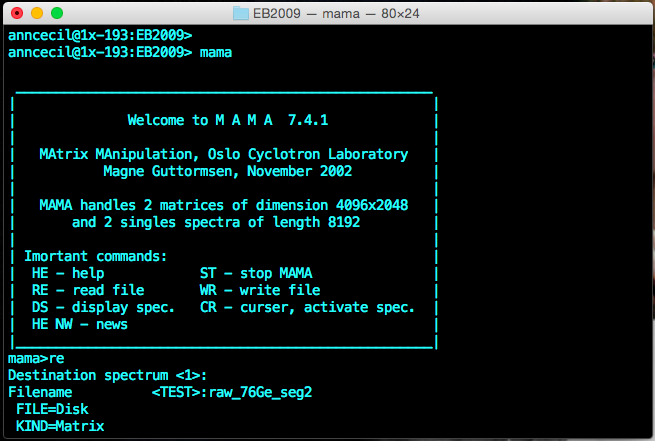 EB2009 — mama — 80×24
anncecil@1x-193:EB2009>
anncecil@1x-193:EB2009> mama
Welcome to M A M A 7.4.1
MAtrix MAnipulation, Oslo Cyclotron Laboratory
Magne Guttormsen, November 2002
MAMA handles 2 matrices of dimension 4096x2048
and 2 singles spectra of length 8192
Imortant commands:
HE - help ST - stop MAMA
RE - read file WR - write file
DS - display spec. CR - curser, activate spec.
HE NW - news
mama>re
Destination spectrum <1>:
Filename <TEST>:raw_76Ge_seg2
FILE=Disk
KIND=Matrix